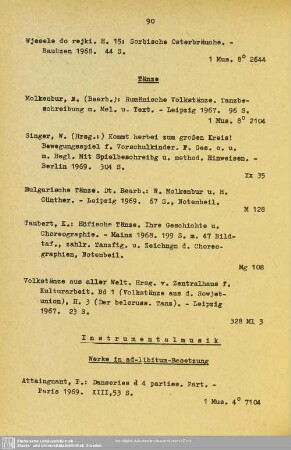 90
Wjesele do rejki. H. 15: Sorbische Osterbräuche. -
Bautzen 1968. 44 S.
1 Mus. 8° 2644
Tänze
Molkenbur, N. (Bearb.): Rumänische Volkstänze. Tanzbe-
schreibung m. Mel. u. Text. - Leipzig 1967. 96 S.
1 Mus. 8° 2104
Singer, W. (Hrsg.:) Kommt herbei zum großen Kreis!
Bewegungsspiel f. Vorschulkinder. F. Ges. o. u.
m. Begl. Mit Spielbeschreibg u. method. Hinweisen. -
Berlin 1969. 304 S.
Yz 35
Bulgarische Tänze. Dt. Bearb.: W. Molkenbur u. H.
Günther. - Leipzig 1969. 67 S., Notenbeil.
M 128
Taubert, K.: Höfische Tänze. Ihre Geschichte u.
Choreographie. - Mainz 1968. 199 S. m. 47 Bild-
taf., zahlr. Tanzfig. u. Zeichngn d. Choreo-
graphien, Notenbeil.
Mg 108
Volkstänze aus aller Welt. Hrsg. v. Zentralhaus f.
Kulturarbeit. Bd 1 (Volkstänze aus d. Sowjet-
union), H. 3 (Der beloruss. Tanz). - Leipzig
1967. 23 S.
328 Ml 3
Instrumentalmusik
Werke in ad-libitum-Besetzung
Attaingnant, P.: Danseries à 4 parties. Part. -
Paris 1969. XIII,53 S.
1 Mus. 4° 7104